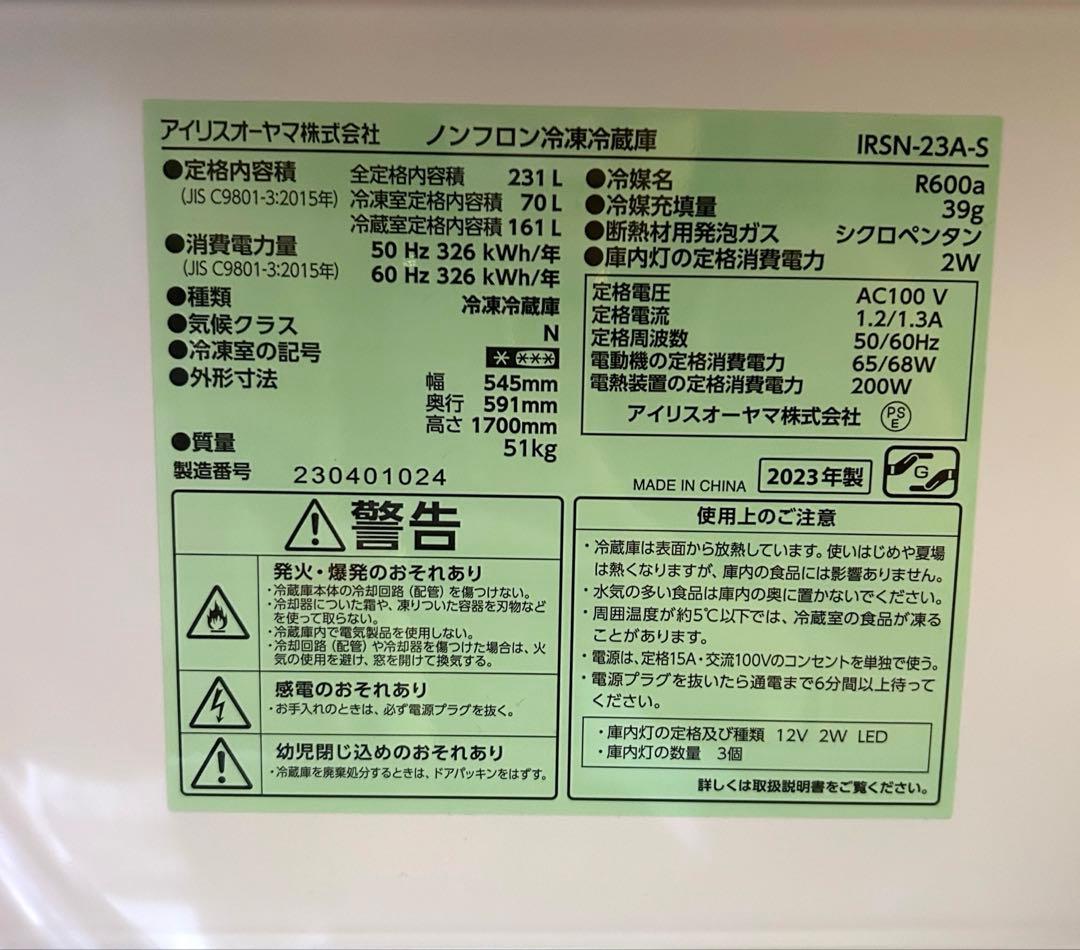 アイリスオーヤマ株式会社 ノンフロン冷凍冷蔵庫 IRSN-23A-S
●定格内容積 全定格内容積 231 L
(JIS C9801-3:2015年) 冷凍室定格内容積 70 L
冷蔵室定格内容積 161 L
●消費電力量 50 Hz 326 kWh/年
(JIS C9801-3:2015年) 60 Hz 326 kWh/年
●種類 冷凍冷蔵庫
●気候クラス N
●冷凍室の記号 * ***
●外形寸法 幅 545mm
奥行 591mm
高さ 1700mm
●質量 51kg
製造番号 230401024
●冷媒名 R600a
●冷媒充填量 39g
●断熱材用発泡ガス シクロペンタン
●庫内灯の定格消費電力 2W
定格電圧 AC100 V
定格電流 1.2/1.3A
定格周波数 50/60Hz
電動機の定格消費電力 65/68W
電熱装置の定格消費電力 200W
アイリスオーヤマ株式会社 PS E
MADE IN CHINA 2023年製 G
警告
発火・爆発のおそれあり
・冷蔵庫本体の冷却回路(配管)を傷つけない。
・冷却器についた霜や、凍りついた容器を刃物など
を使って取らない。
・冷蔵庫内で電気製品を使用しない。
・冷却回路(配管)や冷却器を傷つけた場合は、火
気の使用を避け、窓を開けて換気する。
感電のおそれあり
・お手入れのときは、必ず電源プラグを抜く。
幼児閉じ込めのおそれあり
・冷蔵庫を廃棄処分するときは、ドアパッキンをはずす。
使用上のご注意
・冷蔵庫は表面から放熱しています。使いはじめや夏場
は熱くなりますが、庫内の食品には影響ありません。
・水気の多い食品は庫内の奥に置かないでください。
・周囲温度が約5℃以下では、冷蔵室の食品が凍る
ことがあります。
・電源は、定格15A・交流100Vのコンセントを単独で使う。
・電源プラグを抜いたら通電まで6分間以上待って
ください。
・庫内灯の定格及び種類 12V 2W LED
・庫内灯の数量 3個
詳しくは取扱説明書をご覧ください。